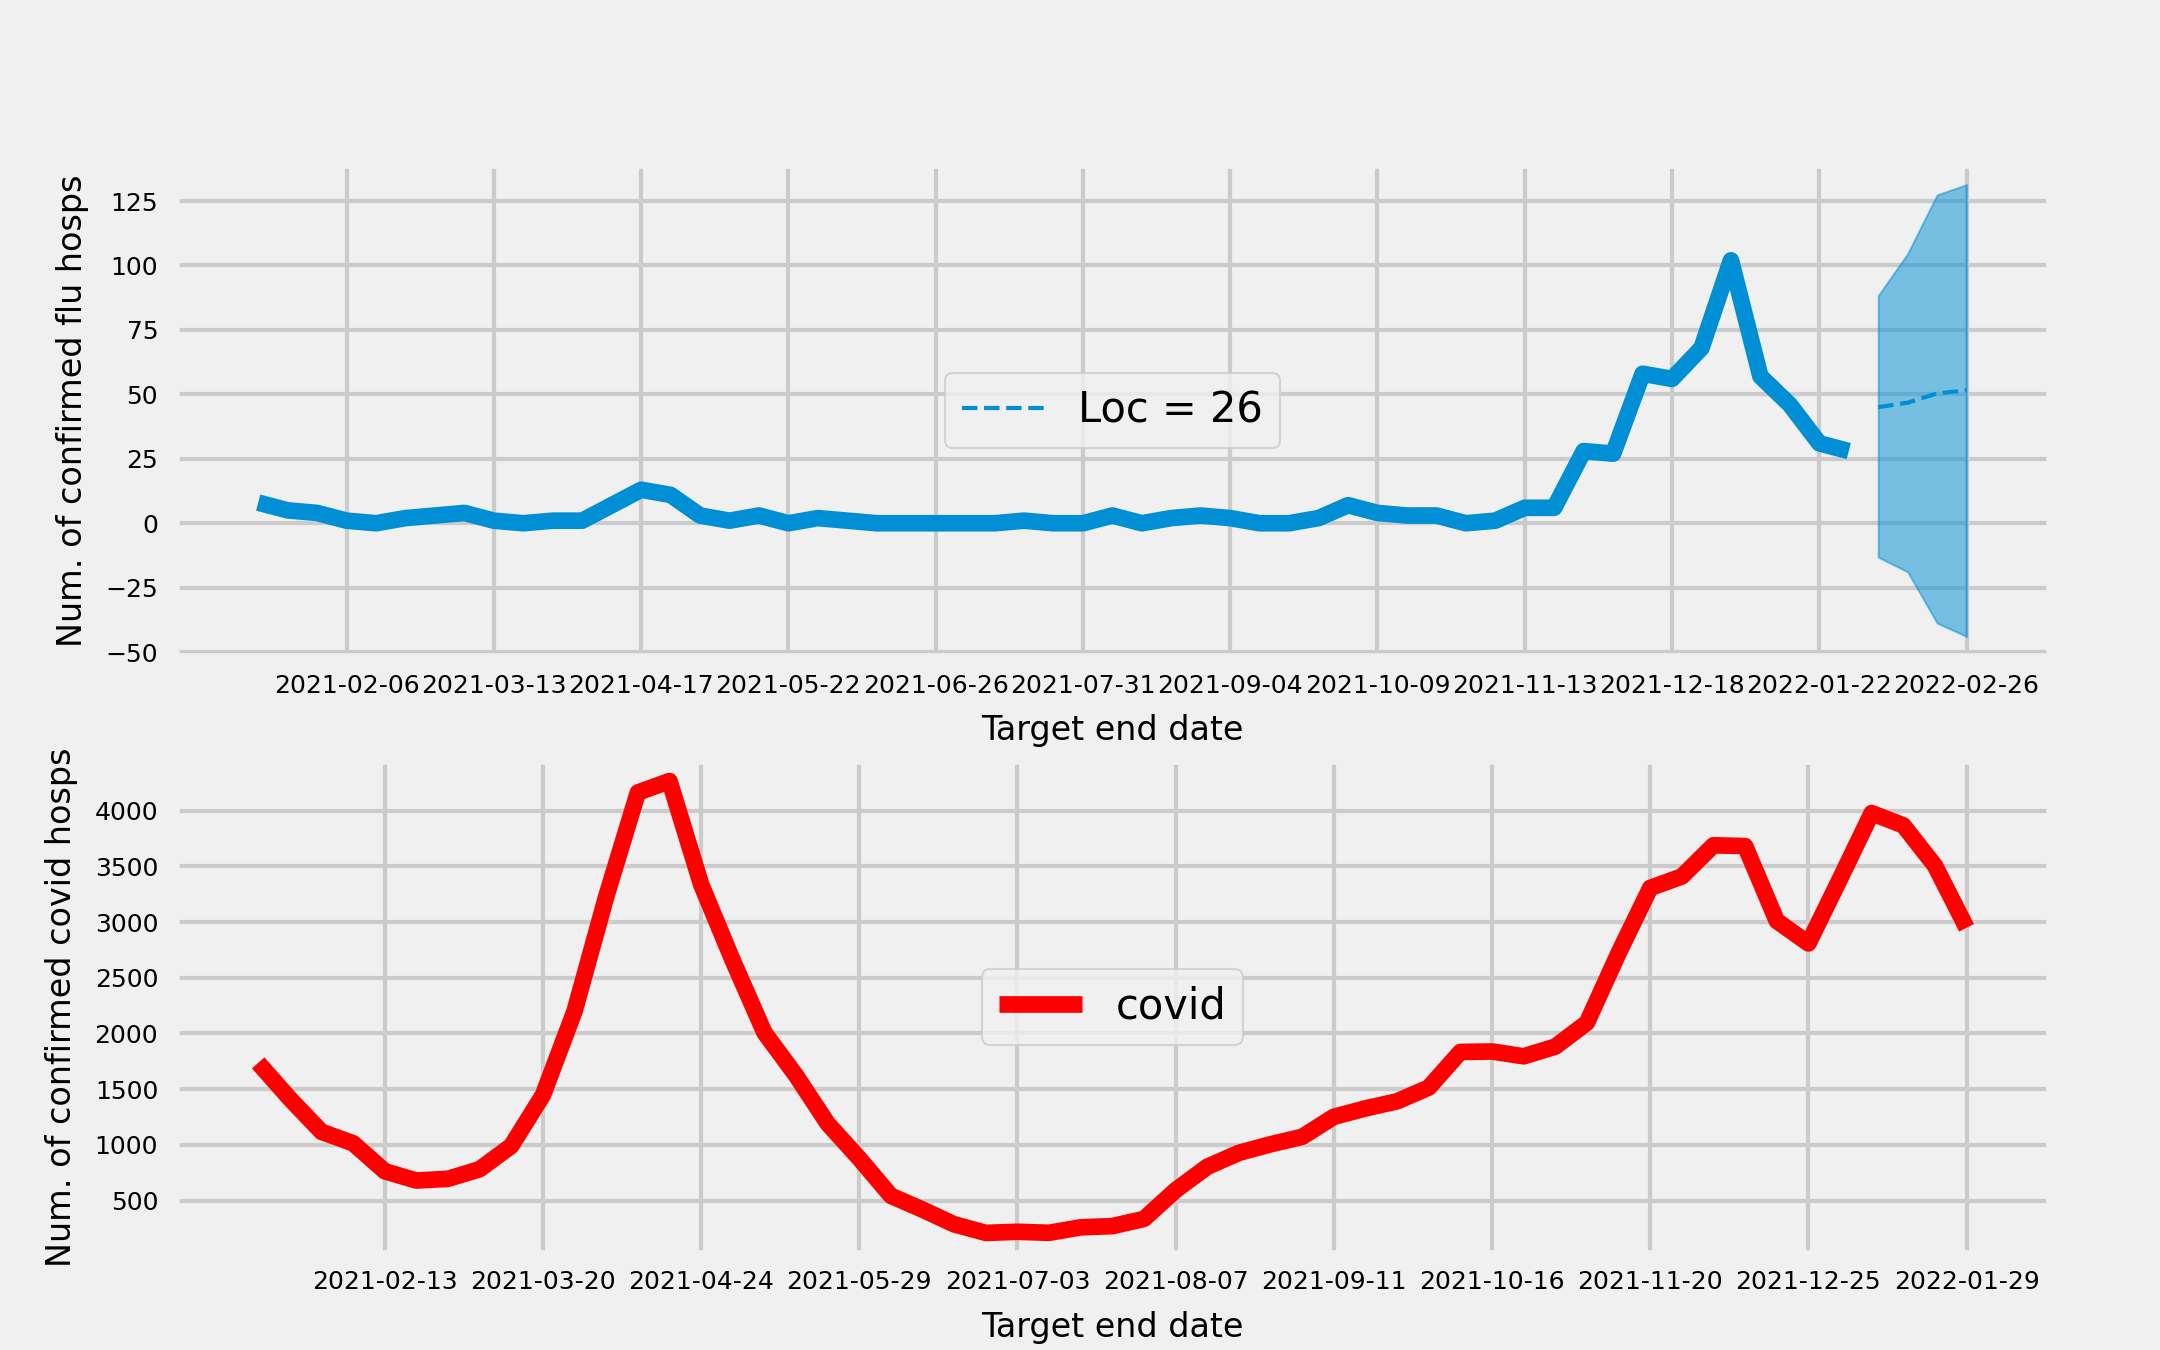 Num. of confirmed flu hosps
125
100
75
50
25
0
−25
−50
Loc = 26
2021-02-06 2021-03-13 2021-04-17 2021-05-22 2021-06-26 2021-07-31 2021-09-04 2021-10-09 2021-11-13 2021-12-18 2022-01-22 2022-02-26
Target end date
Num. of confirmed covid hosps
4000
3500
3000
2500
2000
1500
1000
500
covid
2021-02-13 2021-03-20 2021-04-24 2021-05-29 2021-07-03 2021-08-07 2021-09-11 2021-10-16 2021-11-20 2021-12-25 2022-01-29
Target end date